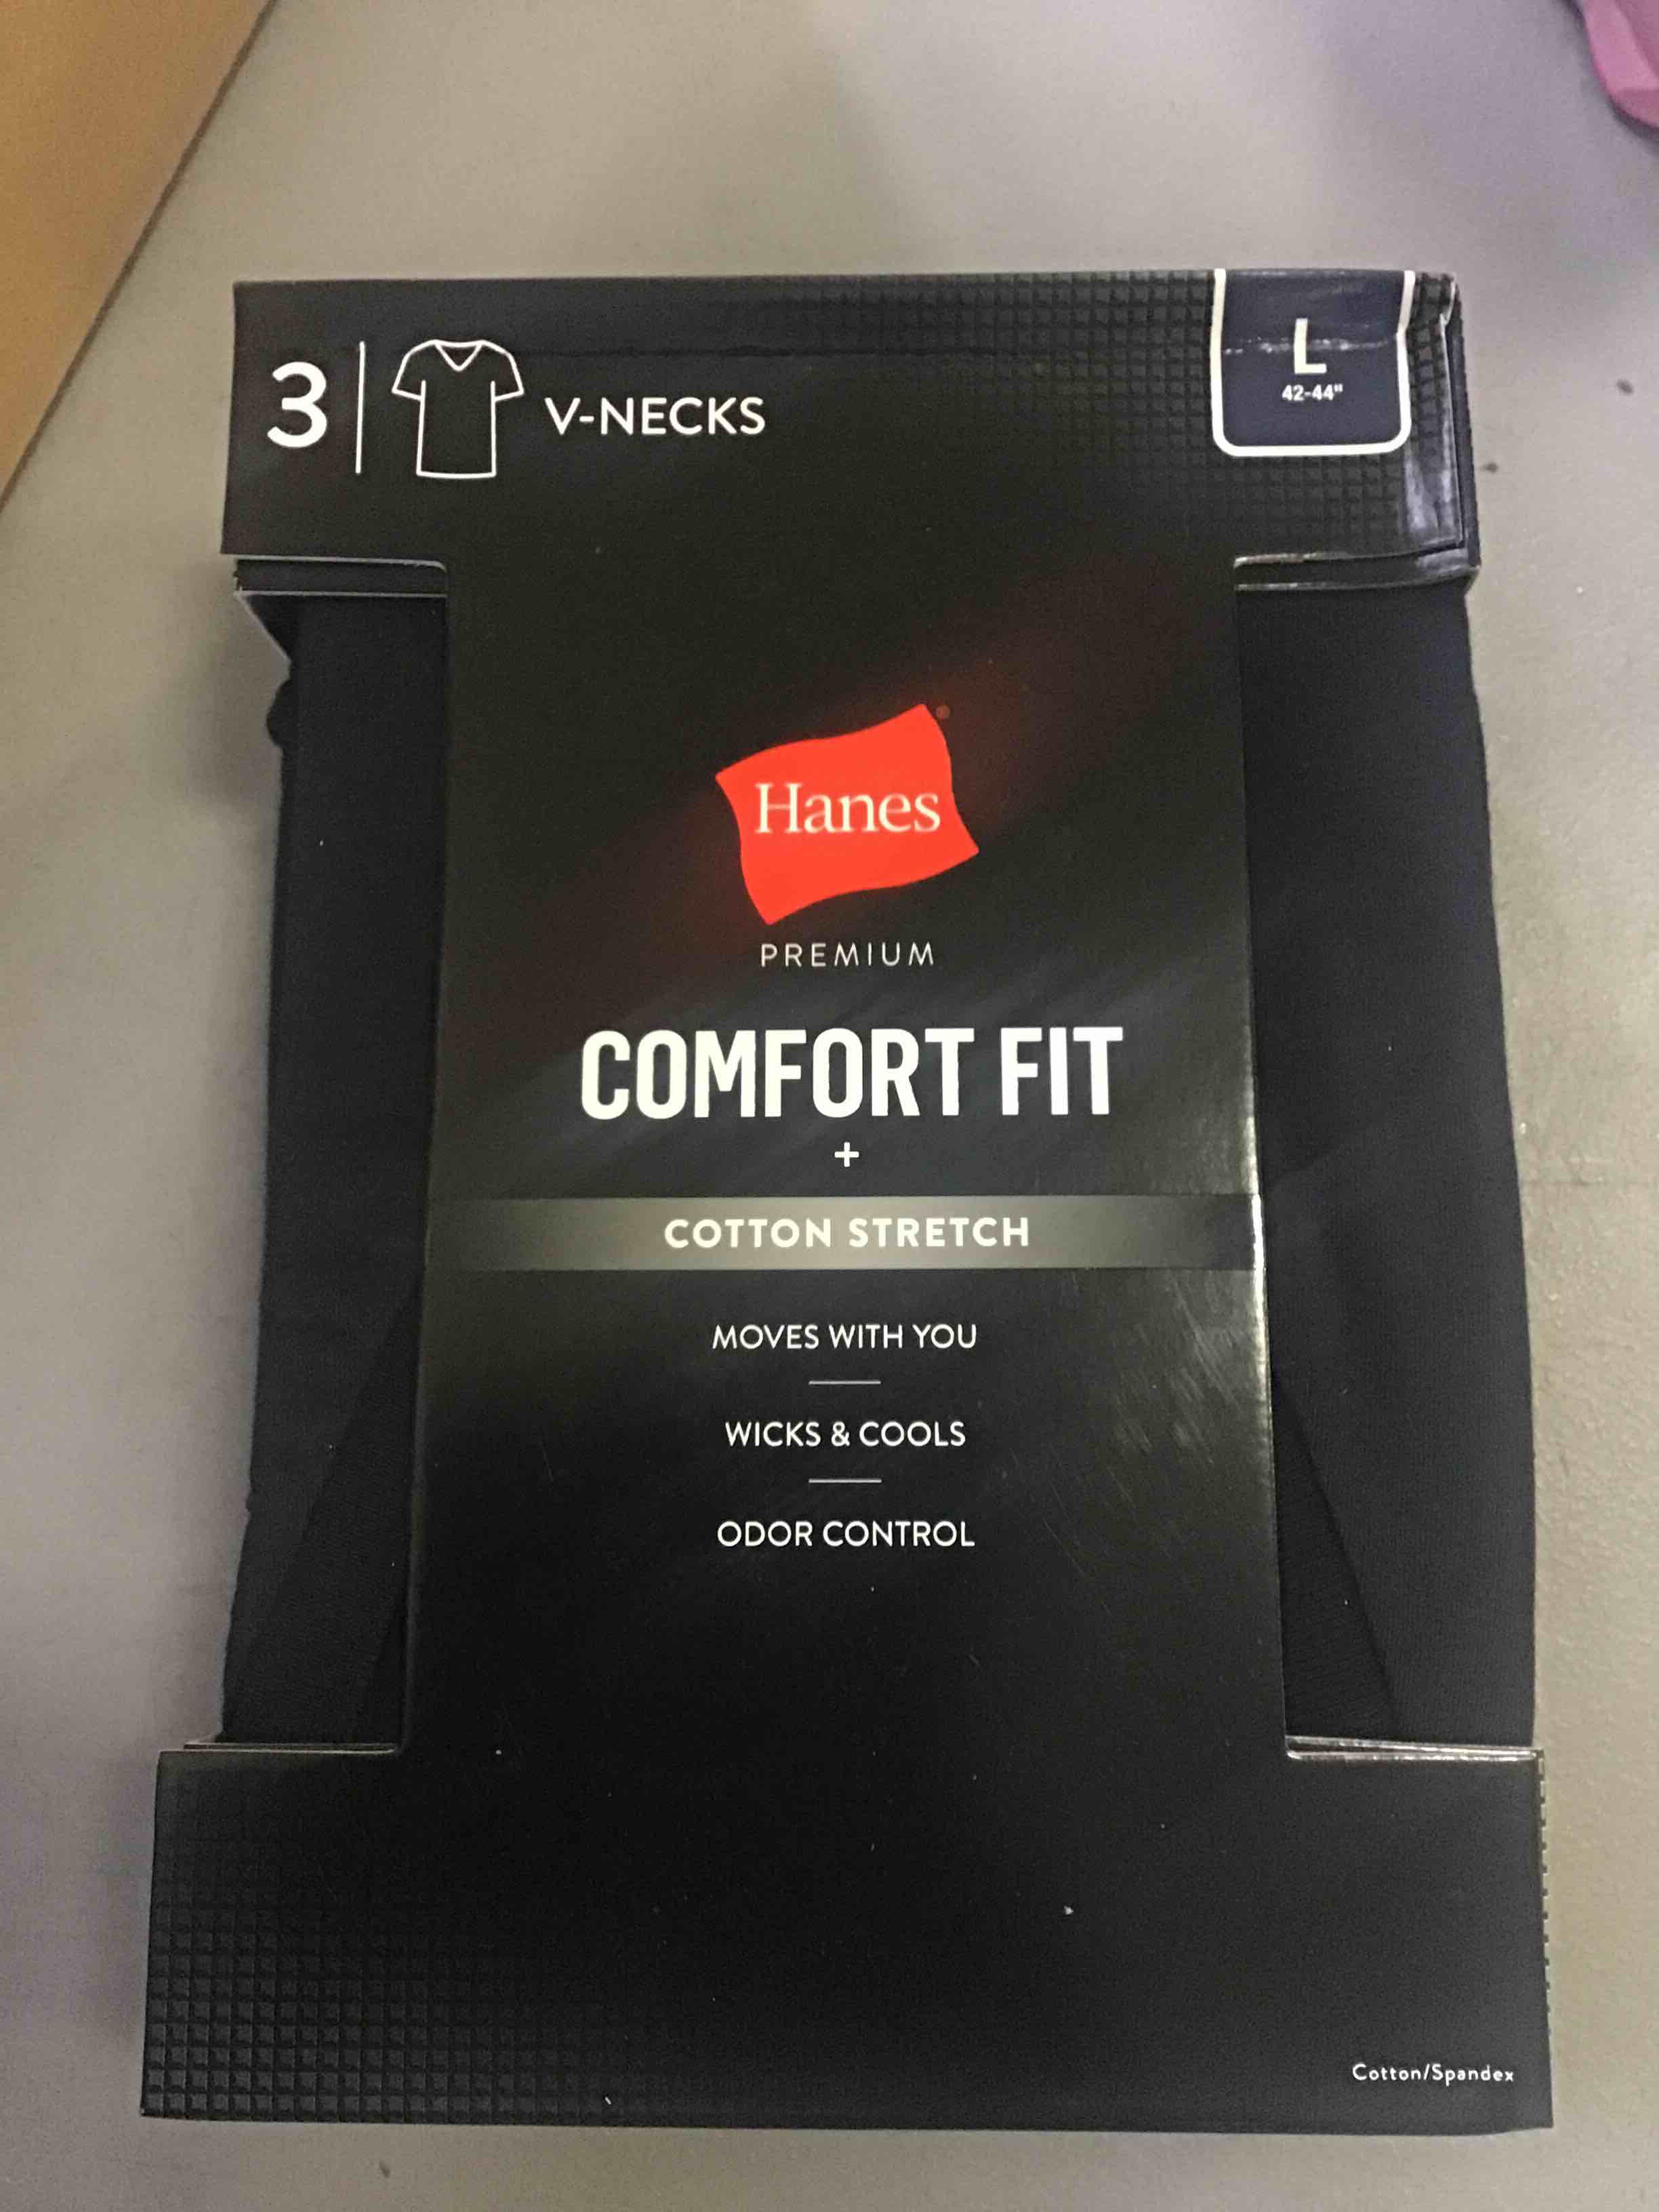 3
V-NECKS
L
42-44"
Hanes
PREMIUM
COMFORT FIT
+
COTTON STRETCH
MOVES WITH YOU
WICKS & COOLS
ODOR CONTROL
Cotton/Spandex